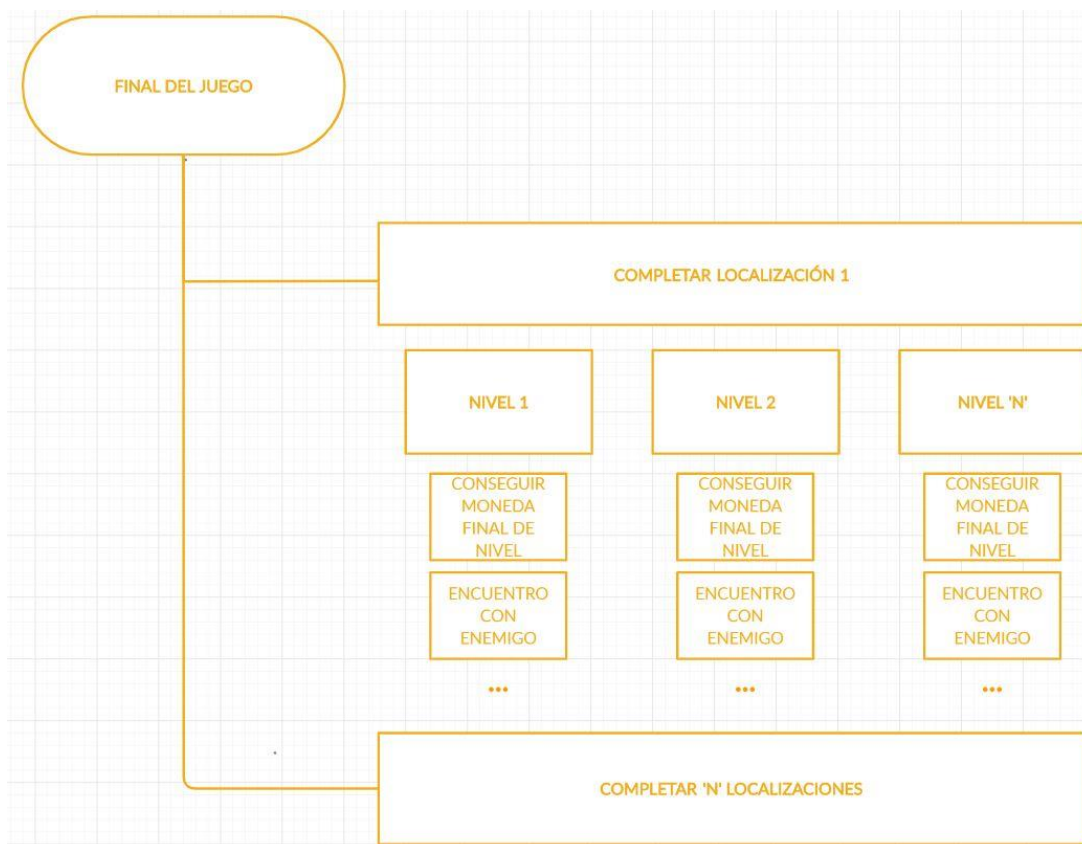 FINAL DEL JUEGO
COMPLETAR LOCALIZACIÓN 1
NIVEL 1
NIVEL 2
NIVEL 'N'
CONSEGUIR
MONEDA
FINAL DE
NIVEL
CONSEGUIR
MONEDA
FINAL DE
NIVEL
CONSEGUIR
MONEDA
FINAL DE
NIVEL
ENCUENTRO
CON
ENEMIGO
ENCUENTRO
CON
ENEMIGO
ENCUENTRO
CON
ENEMIGO
...
...
...
COMPLETAR 'N' LOCALIZACIONES